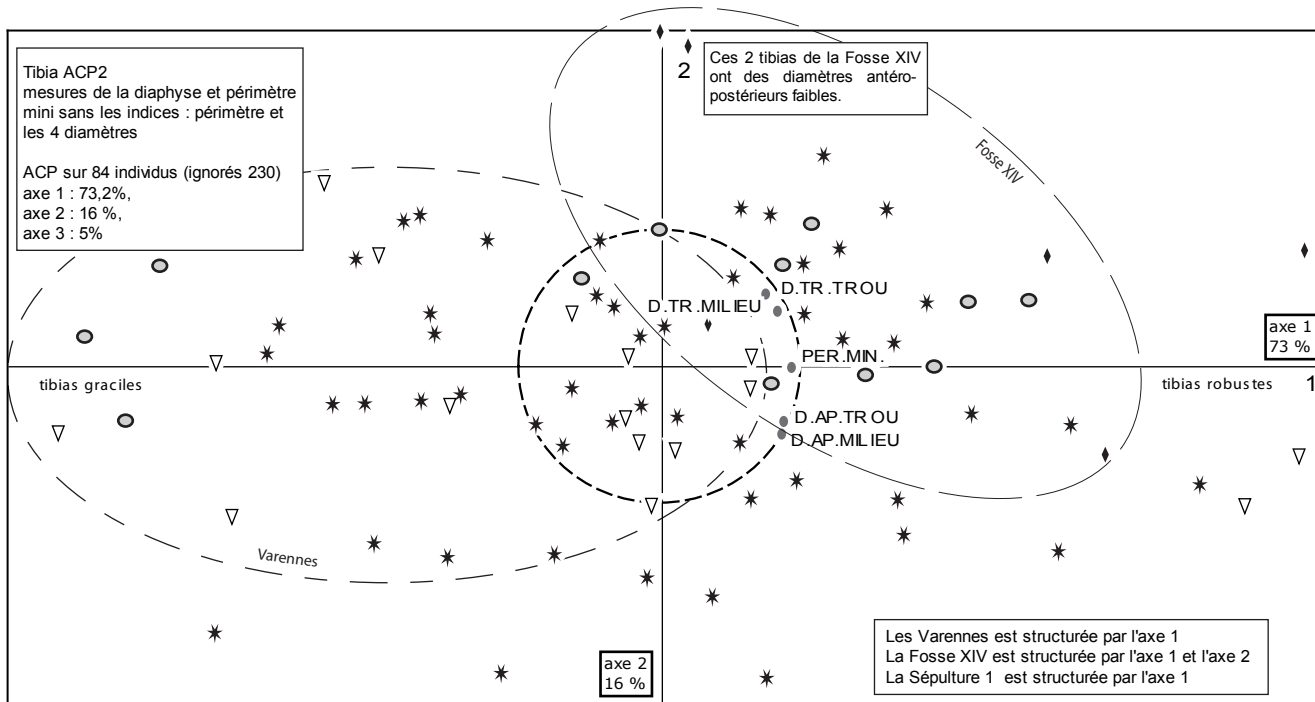 Tibia ACP2
mesures de la diaphyse et périmètre
mini sans les indices : périmètre et
les 4 diamètres
ACP sur 84 individus (ignorés 230)
axe 1 : 73,2%,
axe 2 : 16 %,
axe 3 : 5%
2
Ces 2 tibias de la Fosse XIV
ont des diamètres antéro-
postérieurs faibles.
Fosse XIV
D.TR.TROU
D.TR.MILIEU
axe 1
73 %
PER.MIN.
tibias graciles
tibias robustes
1
D.AP.TROU
D.AP.MILIEU
Varennes
axe 2
16 %
Les Varennes est structurée par l'axe 1
La Fosse XIV est structurée par l'axe 1 et l'axe 2
La Sépulture 1 est structurée par l'axe 1